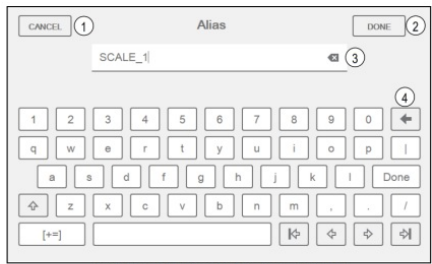 CANCEL 1 Alias DONE 2
SCALE_1 3
4
1 2 3 4 5 6 7 8 9 0
q w e r t y u i o p |
a s d f g h j k l Done
z x c v b n m , . /
[+=]